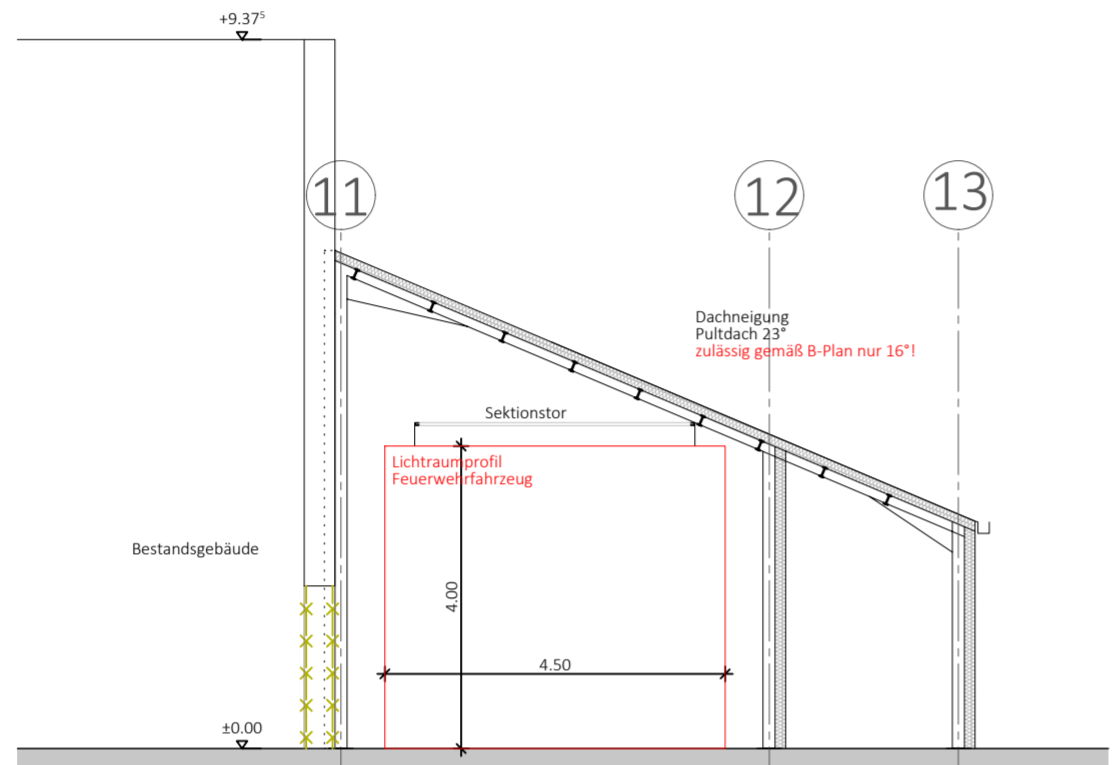 +9.37⁵
11
12
13
Dachneigung
Pultdach 23°
zulässig gemäß B-Plan nur 16°!
Sektionstor
Lichtraumprofil
Feuerwehrfahrzeug
Bestandsgebäude
4.00
4.50
±0.00